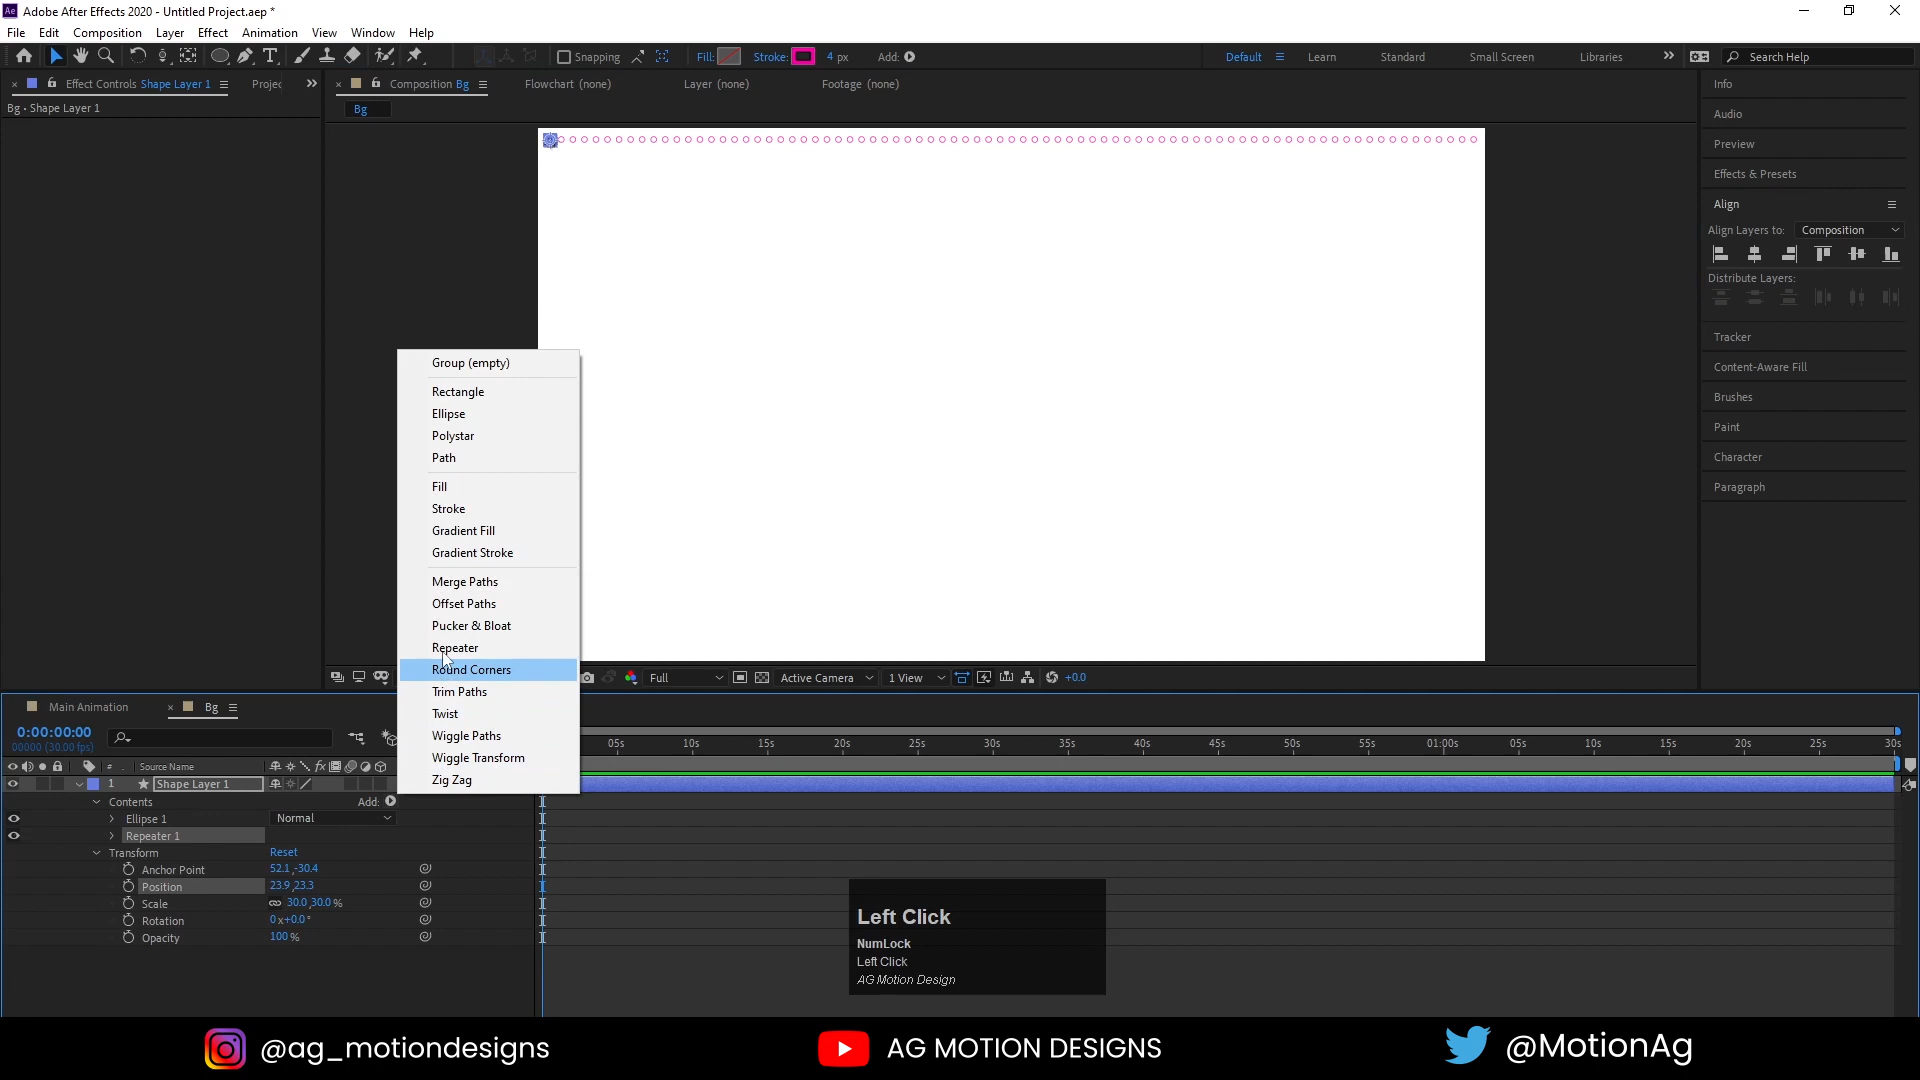 Adobe After Effects 2020 - Untitled Project.aep *
File Edit Composition Layer Effect Animation View Window Help
Snapping Fill: Stroke: 4 px Add: Default Learn Standard Small Screen Libraries Search Help
Effect Controls Shape Layer 1 Projec Composition Bg Flowchart (none) Layer (none) Footage (none) Info
Bg • Shape Layer 1
Bg
Audio
Preview
Effects & Presets
Align
Align Layers to: Composition
Distribute Layers:
Tracker
Content-Aware Fill
Brushes
Paint
Character
Paragraph
Group (empty)
Rectangle
Ellipse
Polystar
Path
Fill
Stroke
Gradient Fill
Gradient Stroke
Merge Paths
Offset Paths
Pucker & Bloat
Repeater
Round Corners
Trim Paths
Twist
Wiggle Paths
Wiggle Transform
Zig Zag
Full Active Camera 1 View +0.0
Main Animation Bg
0:00:00:00
00000 (30.00 fps)
05s 10s 15s 20s 25s 30s 35s 40s 45s 50s 55s 01:00s 05s 10s 15s 20s 25s 30s
# Source Name fx
1 Shape Layer 1
Contents Add:
Ellipse 1 Normal
Repeater 1
Transform Reset
Anchor Point 52.1,-30.4
Position 23.9,23.3
Scale 30.0,30.0%
Rotation 0x+0.0°
Opacity 100%
Left Click
NumLock
Left Click
AG Motion Design
@ag_motiondesigns AG MOTION DESIGNS @MotionAg